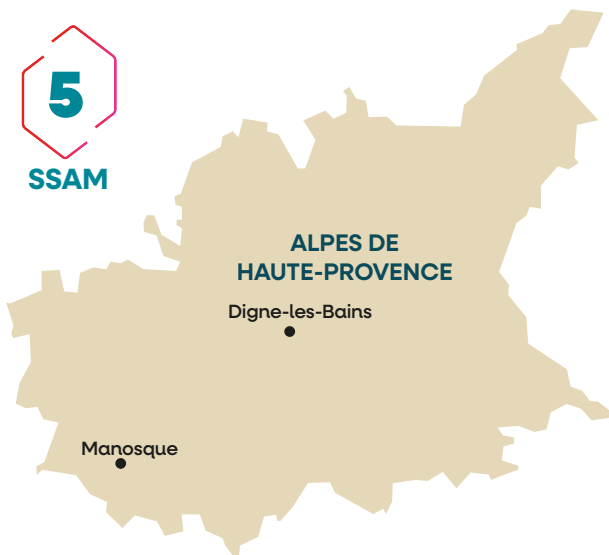 5
SSAM
ALPES DE
HAUTE-PROVENCE
Digne-les-Bains
Manosque